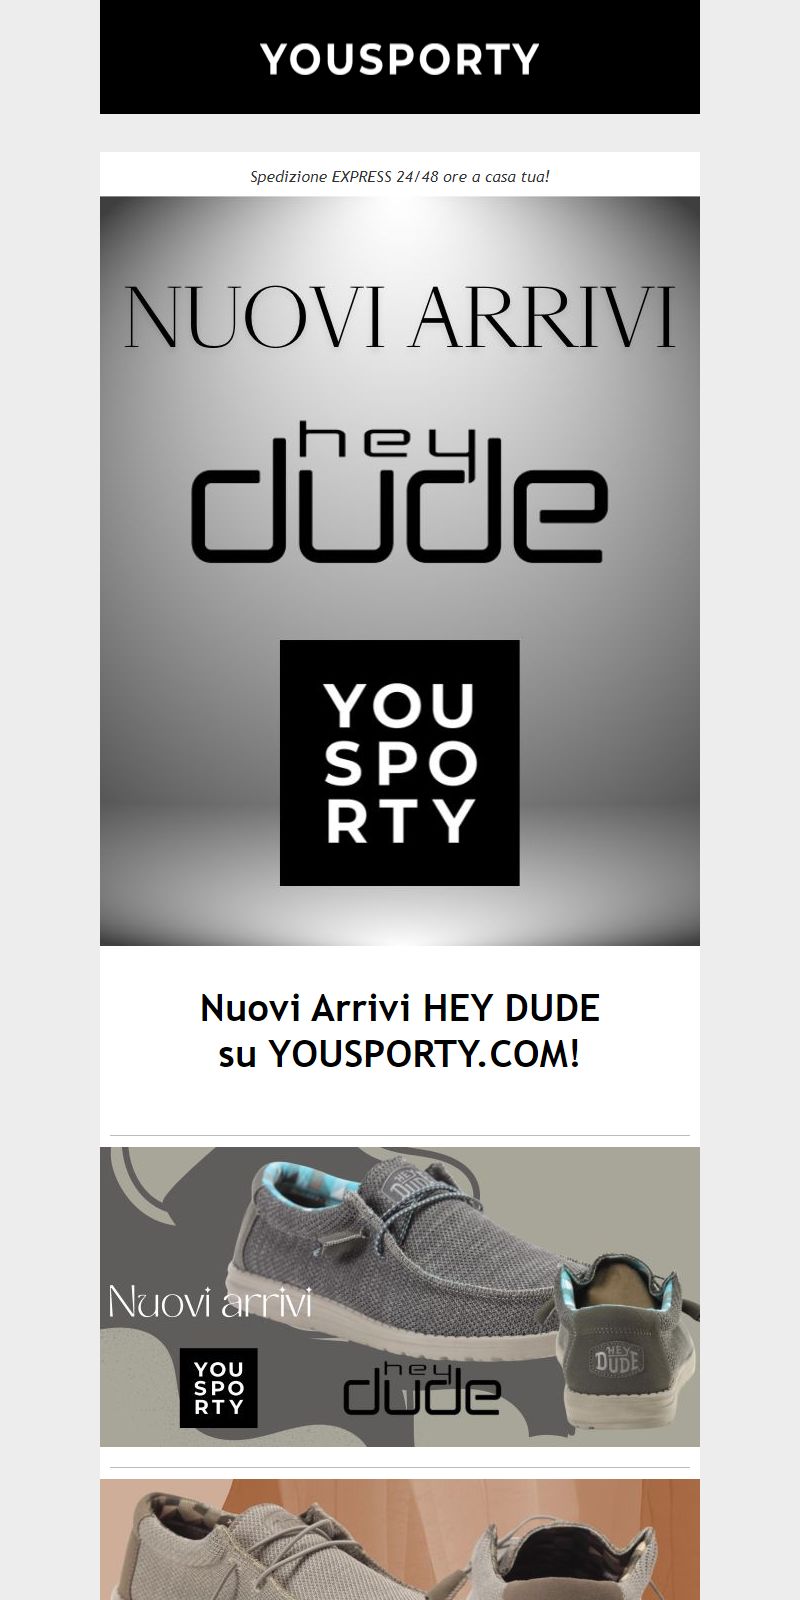 YOUSPORTY
Spedizione EXPRESS 24/48 ore a casa tua!
NUOVI ARRIVI
hey
dude
YOU
SPO
RTY
Nuovi Arrivi HEY DUDE
su YOUSPORTY.COM!
HEY
DUDE
Nuovi arrivi
HEY
DUDE
YOU
SPO
RTY
hey
dude